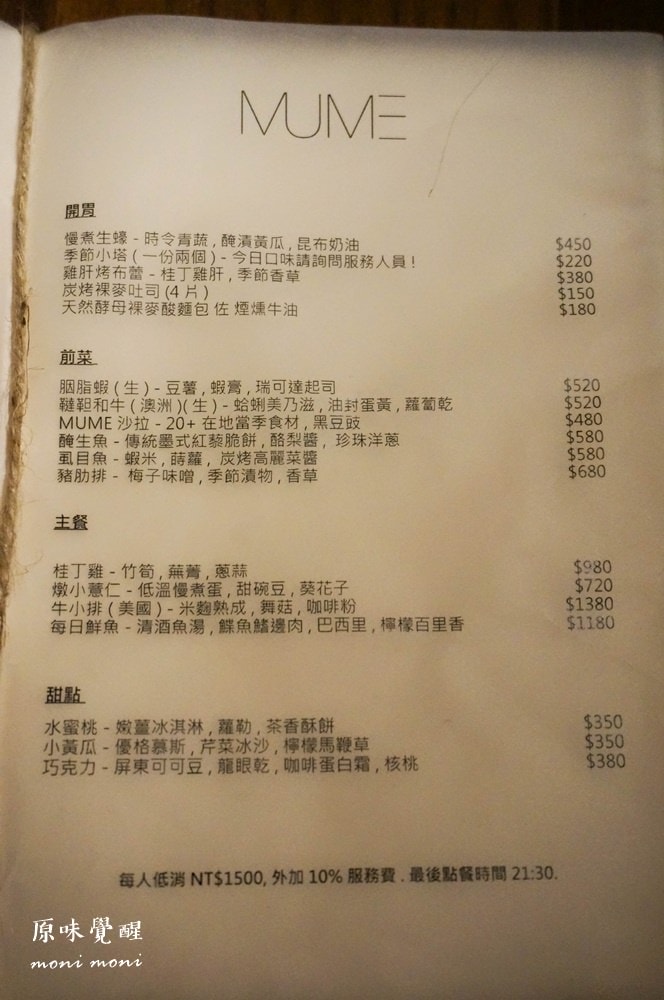 MUME
開胃
慢煮生蠔 - 時令青蔬 , 醃漬黃瓜 , 昆布奶油 $450
季節小塔 ( 一份兩個 ) - 今日口味請詢問服務人員 ! $220
雞肝烤布蕾 - 桂丁雞肝 , 季節香草 $380
炭烤裸麥吐司 (4 片 ) $150
天然酵母裸麥酸麵包 佐 煙燻牛油 $180
前菜
胭脂蝦 ( 生 ) - 豆薯 , 蝦膏 , 瑞可達起司 $520
韃靼和牛 ( 澳洲 )( 生 ) - 蛤蜊美乃滋 , 油封蛋黃 , 蘿蔔乾 $520
MUME 沙拉 - 20+ 在地當季食材 , 黑豆豉 $480
醃生魚 - 傳統墨式紅藜脆餅 , 酪梨醬 , 珍珠洋蔥 $580
虱目魚 - 蝦米 , 蒔蘿 , 炭烤高麗菜醬 $580
豬肋排 - 梅子味噌 , 季節漬物 , 香草 $680
主餐
桂丁雞 - 竹筍 , 蕪菁 , 蔥蒜 $980
燉小薏仁 - 低溫慢煮蛋 , 甜碗豆 , 葵花子 $720
牛小排 ( 美國 ) - 米麴熟成 , 舞菇 , 咖啡粉 $1380
每日鮮魚 - 清酒魚湯 , 鰈魚鰭邊肉 , 巴西里 , 檸檬百里香 $1180
甜點
水蜜桃 - 嫩薑冰淇淋 , 蘿勒 , 茶香酥餅 $350
小黃瓜 - 優格慕斯 , 芹菜冰沙 , 檸檬馬鞭草 $350
巧克力 - 屏東可可豆 , 龍眼乾 , 咖啡蛋白霜 , 核桃 $380
每人低消 NT$1500, 外加 10% 服務費 . 最後點餐時間 21:30.
原味覺醒
moni moni